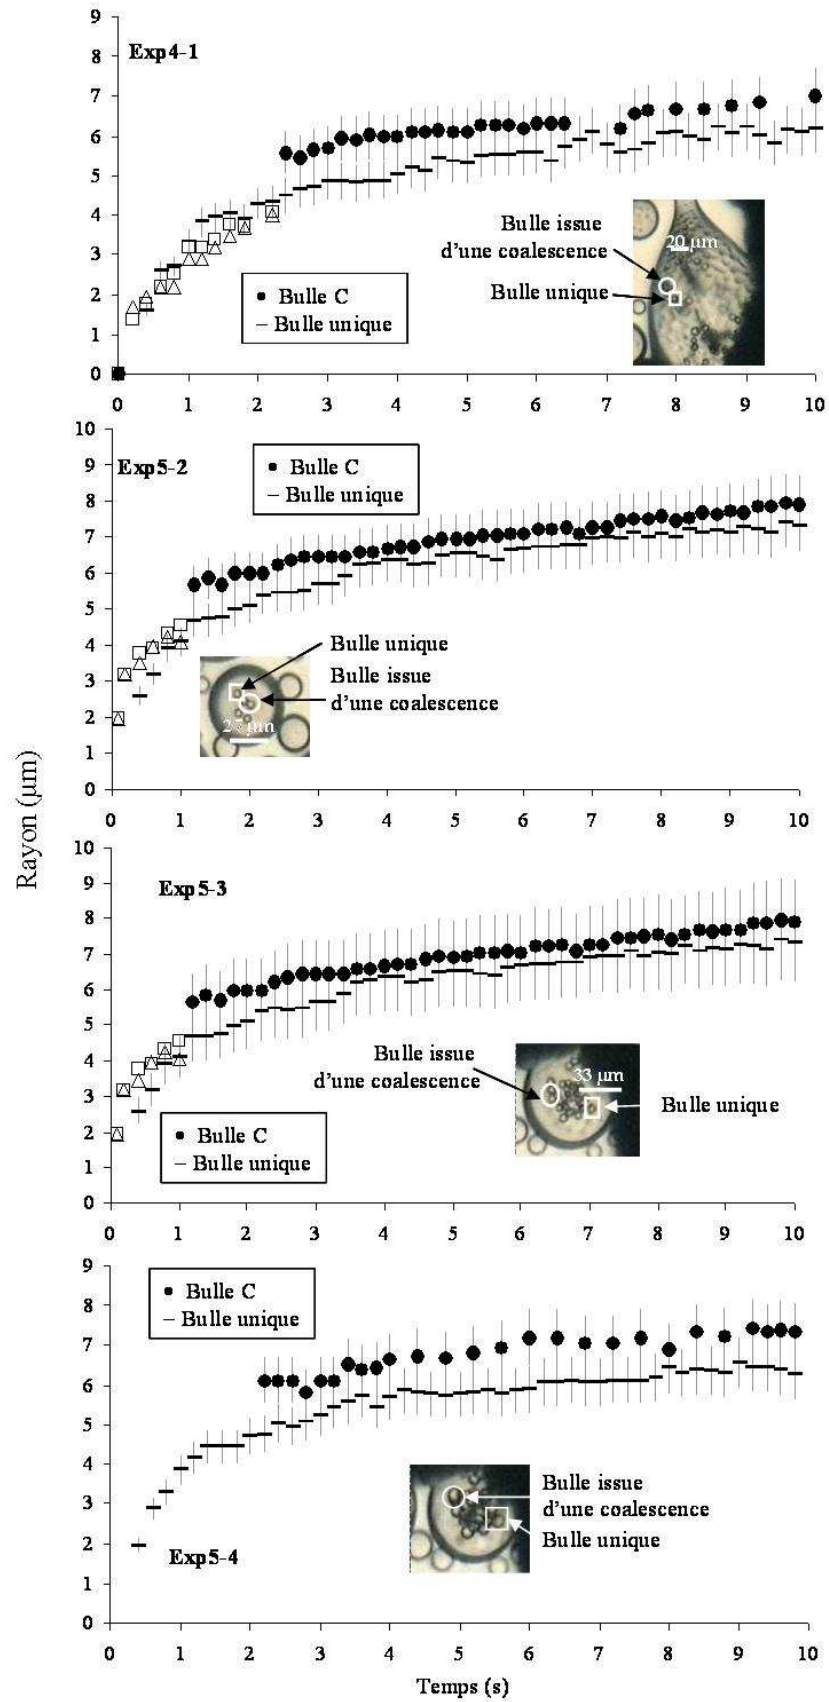 9
8
7
6
5
4
3
2
1
0
Exp4-1
Bulle issue
d'une coalescence
Bulle unique
20 µm
● Bulle C
– Bulle unique
0 1 2 3 4 5 6 7 8 9 10
10
9
8
7
6
5
4
3
2
1
0
Exp5-2
● Bulle C
– Bulle unique
Bulle unique
Bulle issue
d'une coalescence
27 µm
0 1 2 3 4 5 6 7 8 9 10
Rayon (µm)
10
9
8
7
6
5
4
3
2
1
0
Exp5-3
Bulle issue
d'une coalescence
33 µm
Bulle unique
● Bulle C
– Bulle unique
0 1 2 3 4 5 6 7 8 9 10
9
8
7
6
5
4
3
2
1
0
● Bulle C
– Bulle unique
Bulle issue
d'une coalescence
Bulle unique
Exp5-4
0 1 2 3 4 5 6 7 8 9 10
Temps (s)